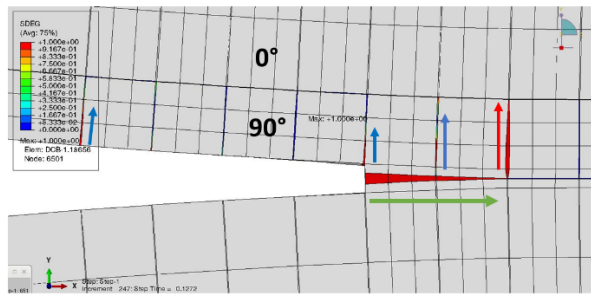 SDEG
(Avg: 75%)
+1.000e+00
+9.167e-01
+8.333e-01
+7.500e-01
+6.667e-01
+5.833e-01
+5.000e-01
+4.167e-01
+3.333e-01
+2.500e-01
+1.667e-01
+8.333e-02
+0.000e+00
Max: +1.000e+00
Elem: DCB-1.18656
Node: 6501
0°
90°
Max: +1.000e+00
Y
X
Step: Step-1
Increment 247: Step Time = 0.1272